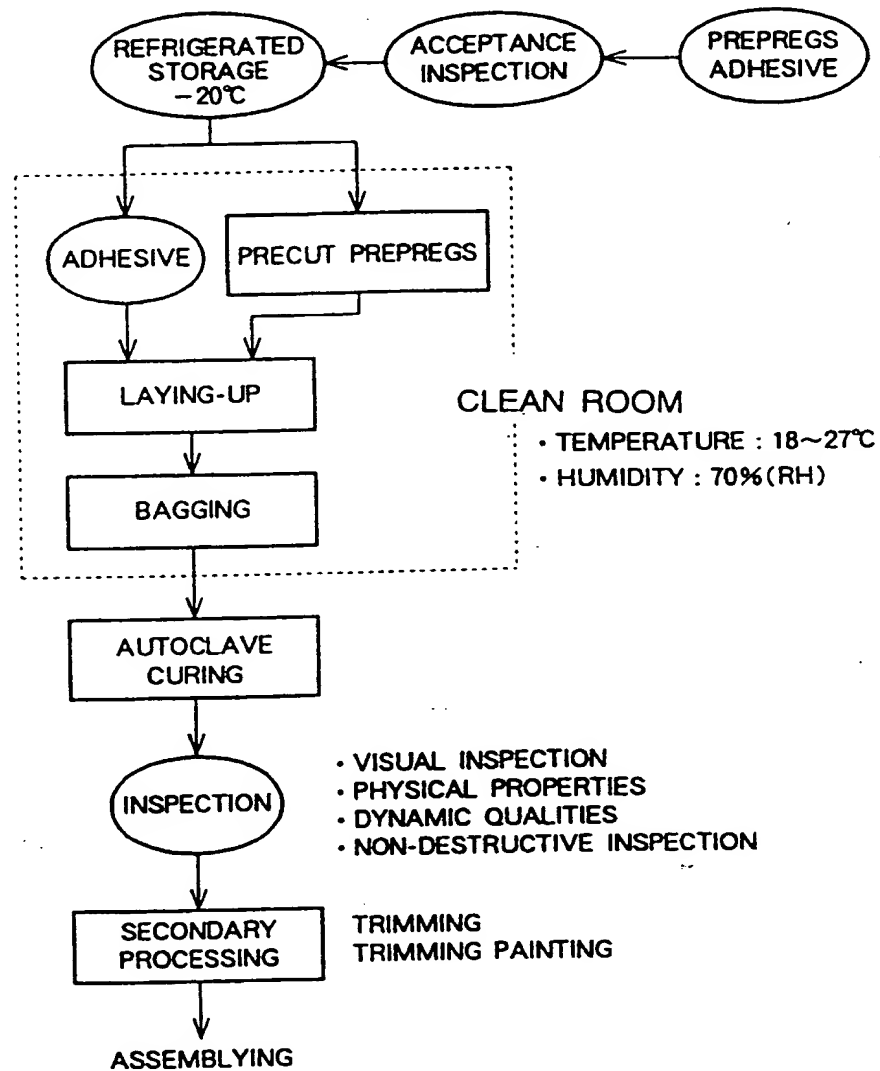 REFRIGERATED
STORAGE
−20℃
ACCEPTANCE
INSPECTION
PREPREGS
ADHESIVE
ADHESIVE
PRECUT PREPREGS
LAYING-UP
BAGGING
CLEAN ROOM
・TEMPERATURE : 18~27℃
・HUMIDITY : 70%(RH)
AUTOCLAVE
CURING
INSPECTION
・VISUAL INSPECTION
・PHYSICAL PROPERTIES
・DYNAMIC QUALITIES
・NON-DESTRUCTIVE INSPECTION
SECONDARY
PROCESSING
TRIMMING
TRIMMING PAINTING
ASSEMBLYING